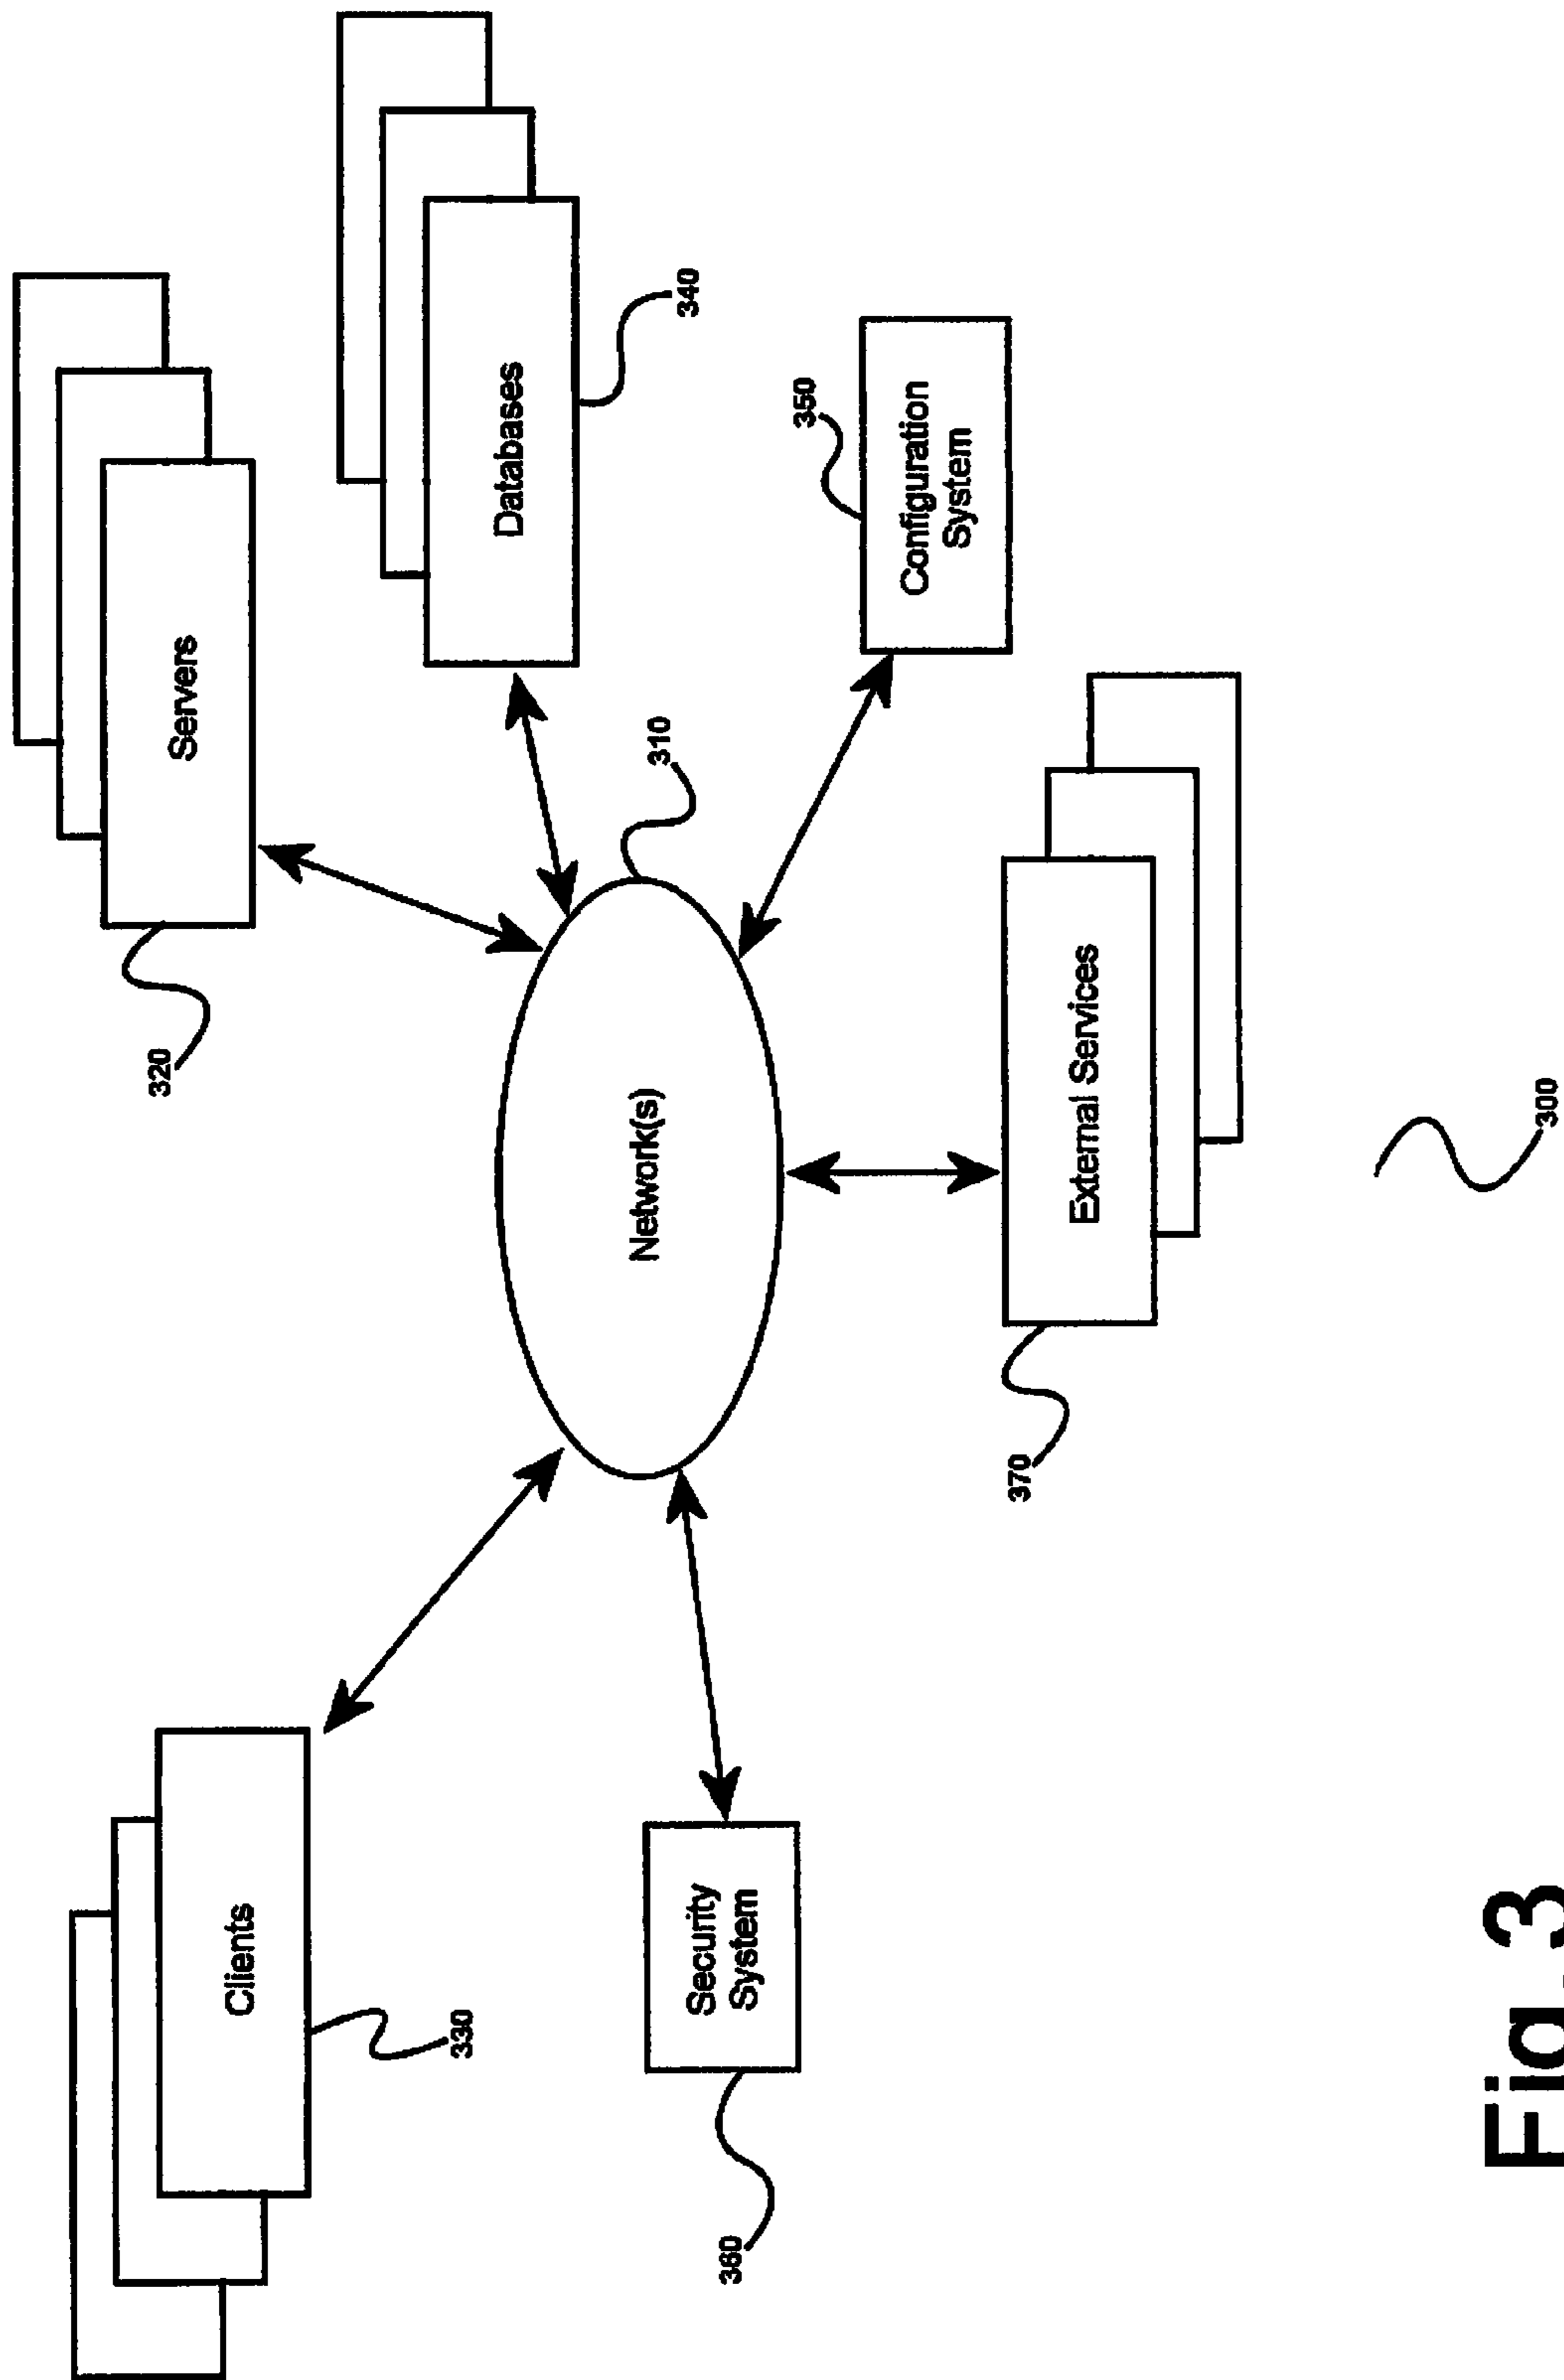 320
Servers
Clients
330
Databases
340
Network(s)
310
Security
System
360
350
Configuration
System
External Services
370
300
Fig. 3